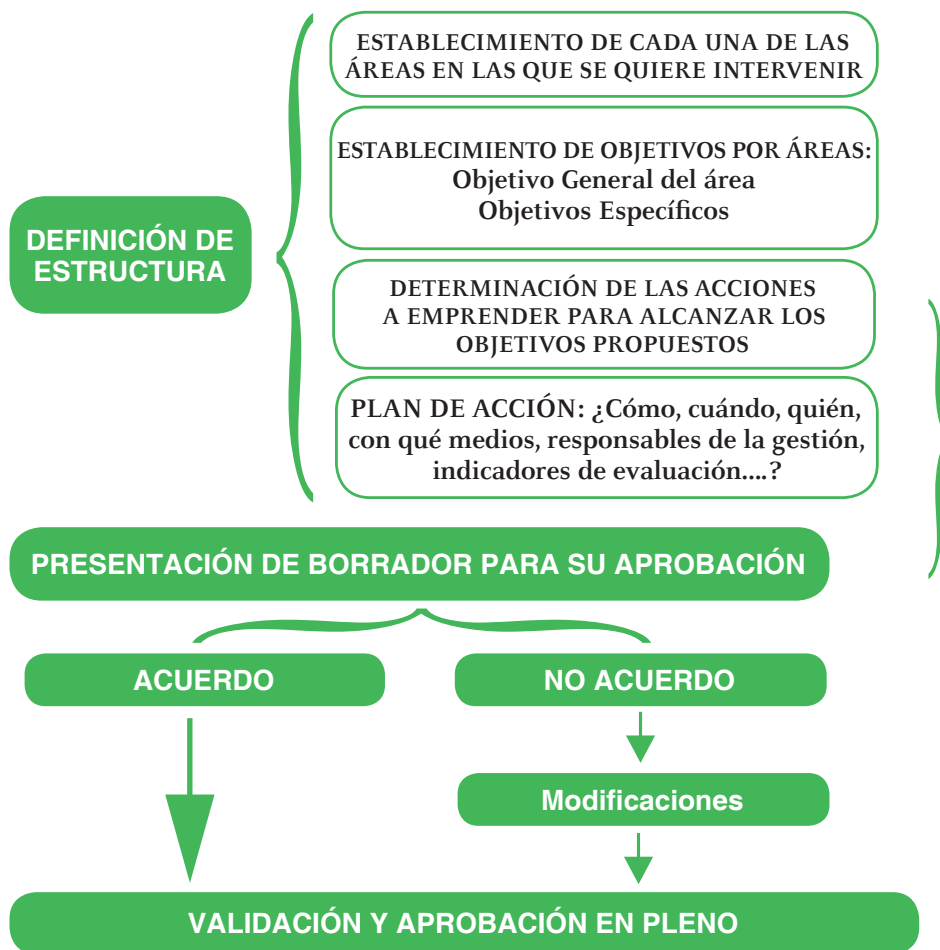 ESTABLECIMIENTO DE CADA UNA DE LAS
ÁREAS EN LAS QUE SE QUIERE INTERVENIR
ESTABLECIMIENTO DE OBJETIVOS POR ÁREAS:
Objetivo General del área
Objetivos Específicos
DEFINICIÓN DE
ESTRUCTURA
DETERMINACIÓN DE LAS ACCIONES
A EMPRENDER PARA ALCANZAR LOS
OBJETIVOS PROPUESTOS
PLAN DE ACCIÓN: ¿Cómo, cuándo, quién,
con qué medios, responsables de la gestión,
indicadores de evaluación....?
PRESENTACIÓN DE BORRADOR PARA SU APROBACIÓN
ACUERDO
NO ACUERDO
Modificaciones
VALIDACIÓN Y APROBACIÓN EN PLENO